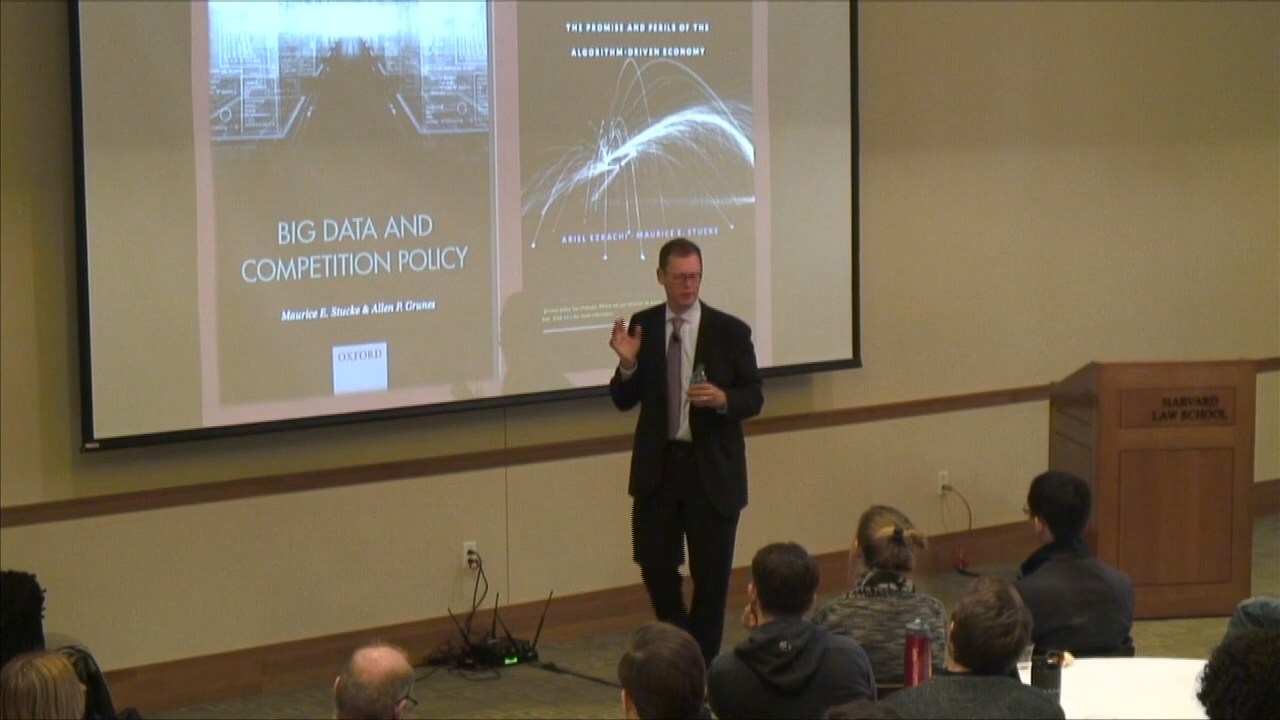 BIG DATA AND
COMPETITION POLICY
Maurice E. Stucke & Allen P. Grunes
OXFORD
THE PROMISE AND PERILS OF THE
ALGORITHM-DRIVEN ECONOMY
ARIEL EZRACHI · MAURICE E. STUCKE
HARVARD
LAW SCHOOL